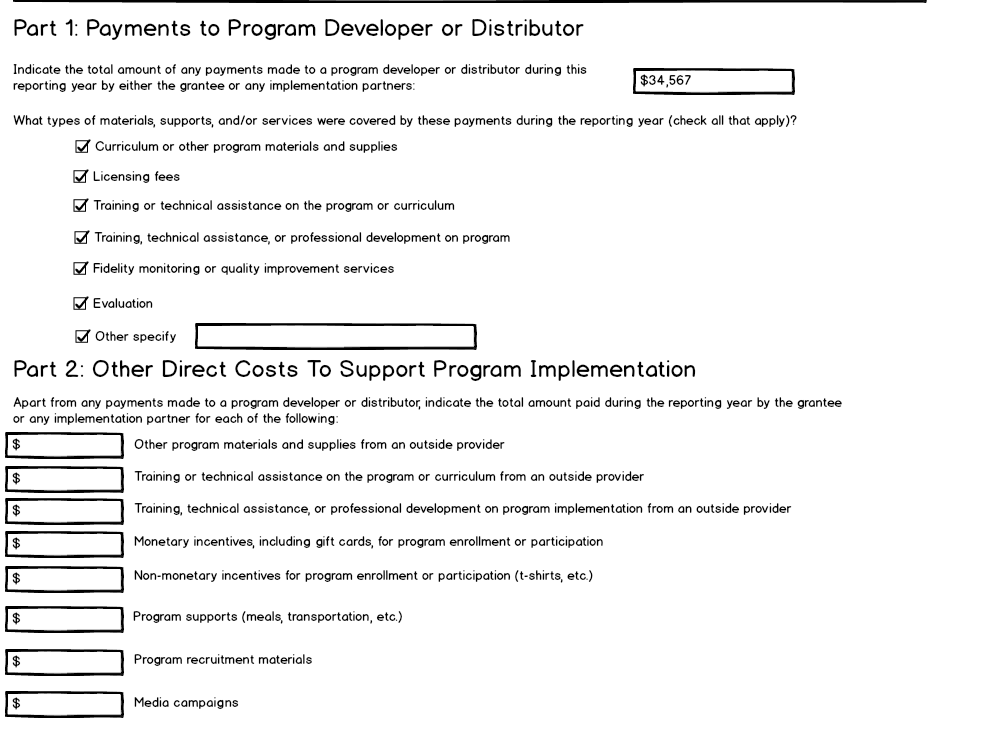 Part 1: Payments to Program Developer or Distributor
Indicate the total amount of any payments made to a program developer or distributor during this
reporting year by either the grantee or any implementation partners:
$34,567
What types of materials, supports, and/or services were covered by these payments during the reporting year (check all that apply)?
Curriculum or other program materials and supplies
Licensing fees
Training or technical assistance on the program or curriculum
Training, technical assistance, or professional development on program
Fidelity monitoring or quality improvement services
Evaluation
Other specify
Part 2: Other Direct Costs To Support Program Implementation
Apart from any payments made to a program developer or distributor, indicate the total amount paid during the reporting year by the grantee
or any implementation partner for each of the following:
$ Other program materials and supplies from an outside provider
$ Training or technical assistance on the program or curriculum from an outside provider
$ Training, technical assistance, or professional development on program implementation from an outside provider
$ Monetary incentives, including gift cards, for program enrollment or participation
$ Non-monetary incentives for program enrollment or participation (t-shirts, etc.)
$ Program supports (meals, transportation, etc.)
$ Program recruitment materials
$ Media campaigns